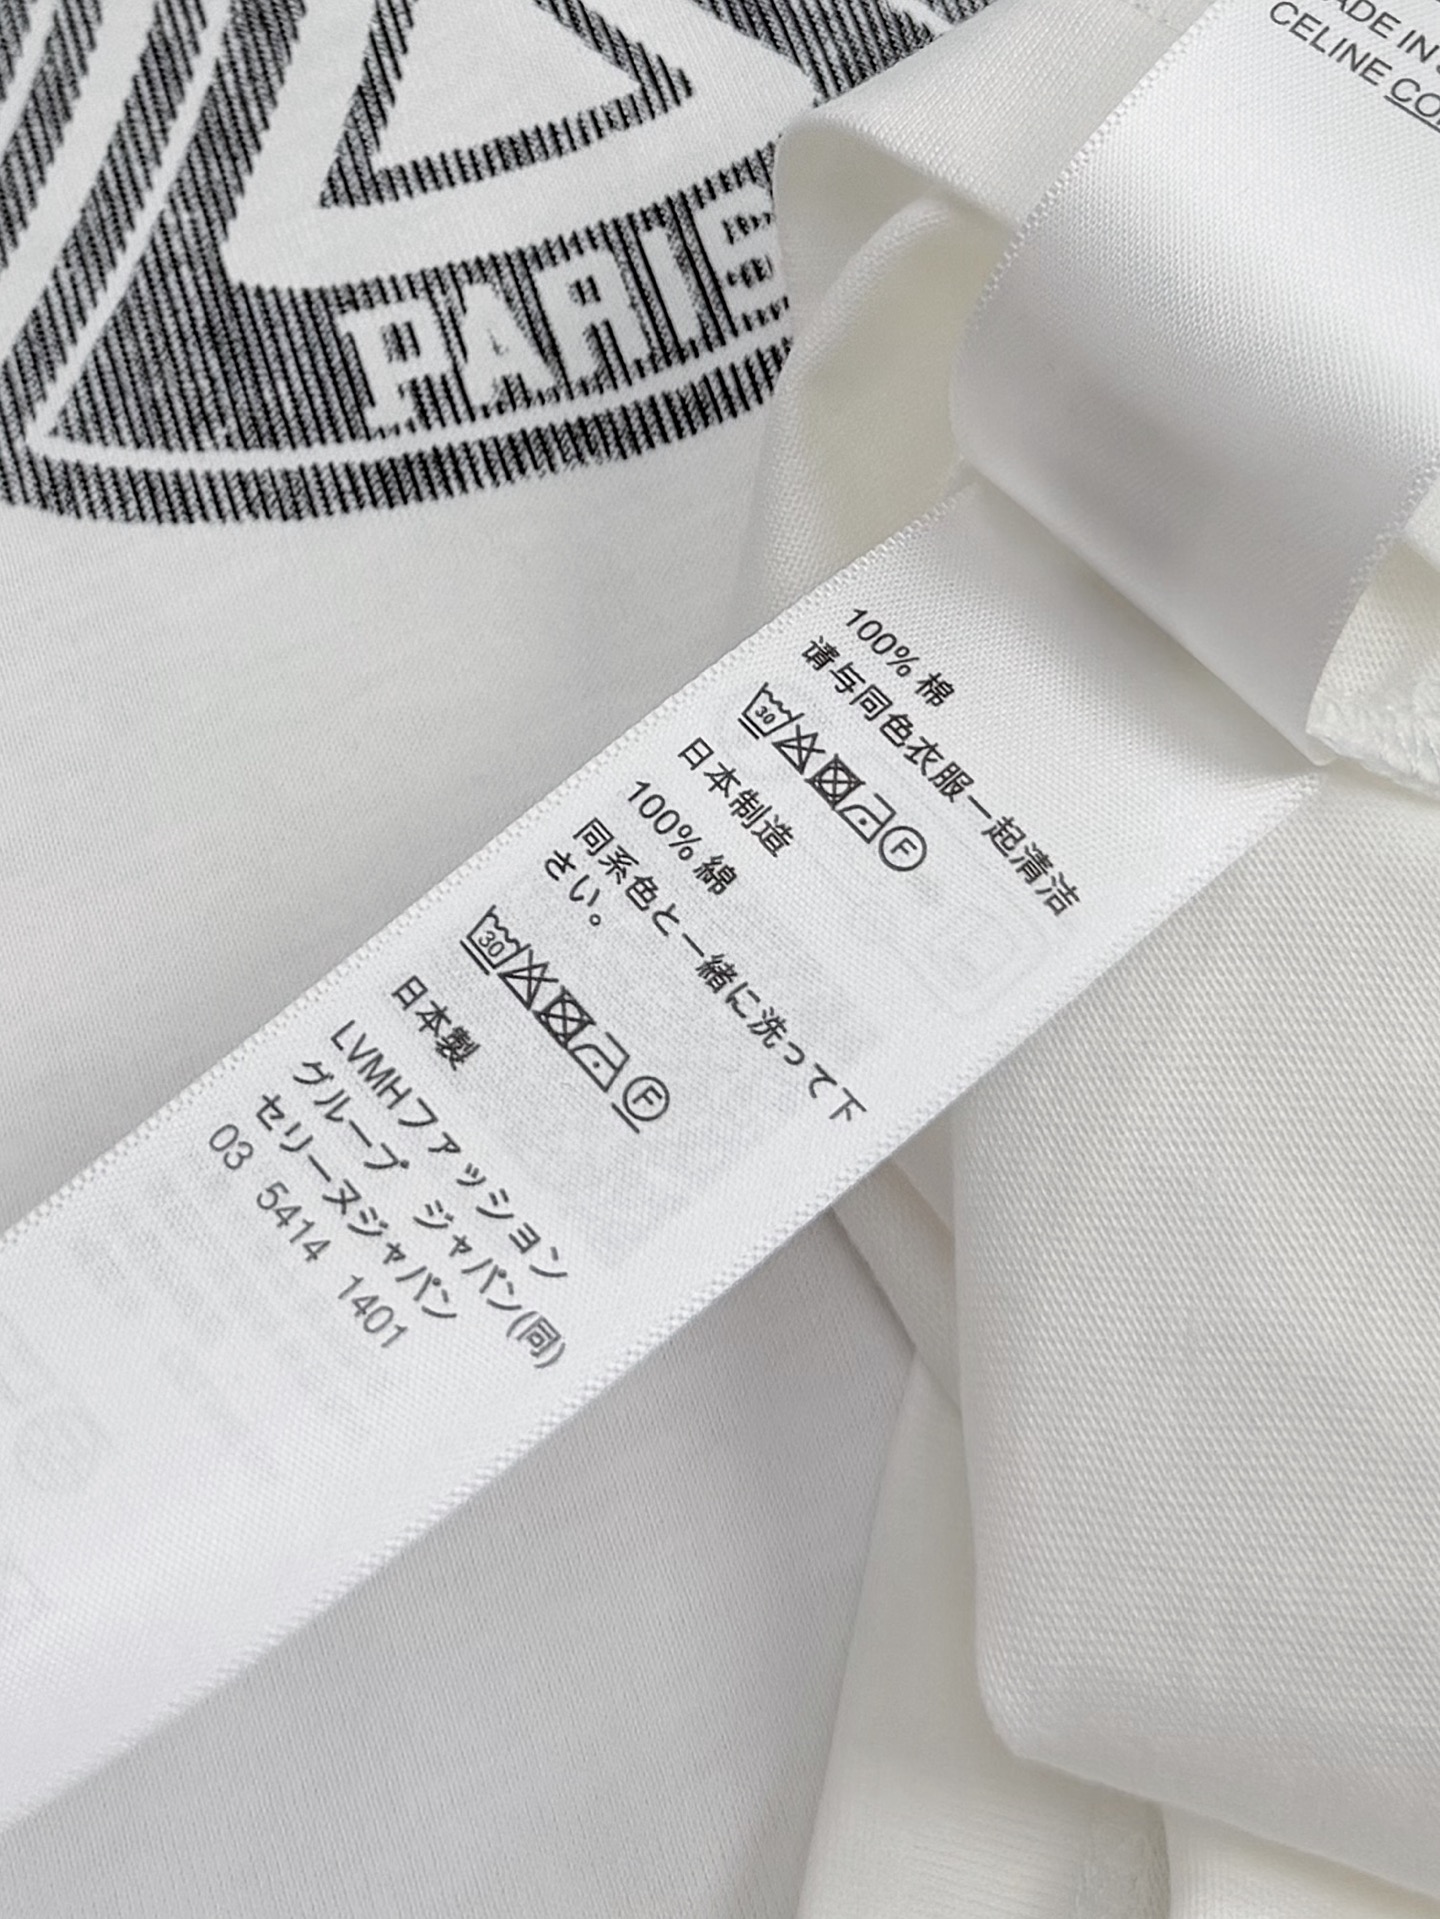 PARIS
MADE IN
CELINE
100% 棉
请与同色衣服一起清洁
30
F
日本制造
100% 綿
同系色と一緒に洗って下
さい。
30
F
日本製
LVMHファッション
グループ ジャパン(同)
セリーヌジャパン
03 5414 1401